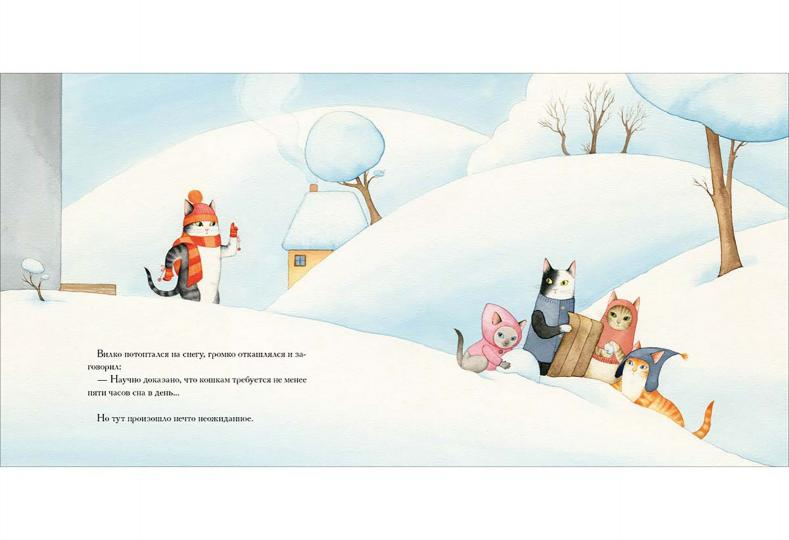 Вилко потоптался на снегу, громко откашлялся и за-
говорил:
— Научно доказано, что кошкам требуется не менее
пяти часов сна в день...
Но тут произошло нечто неожиданное.